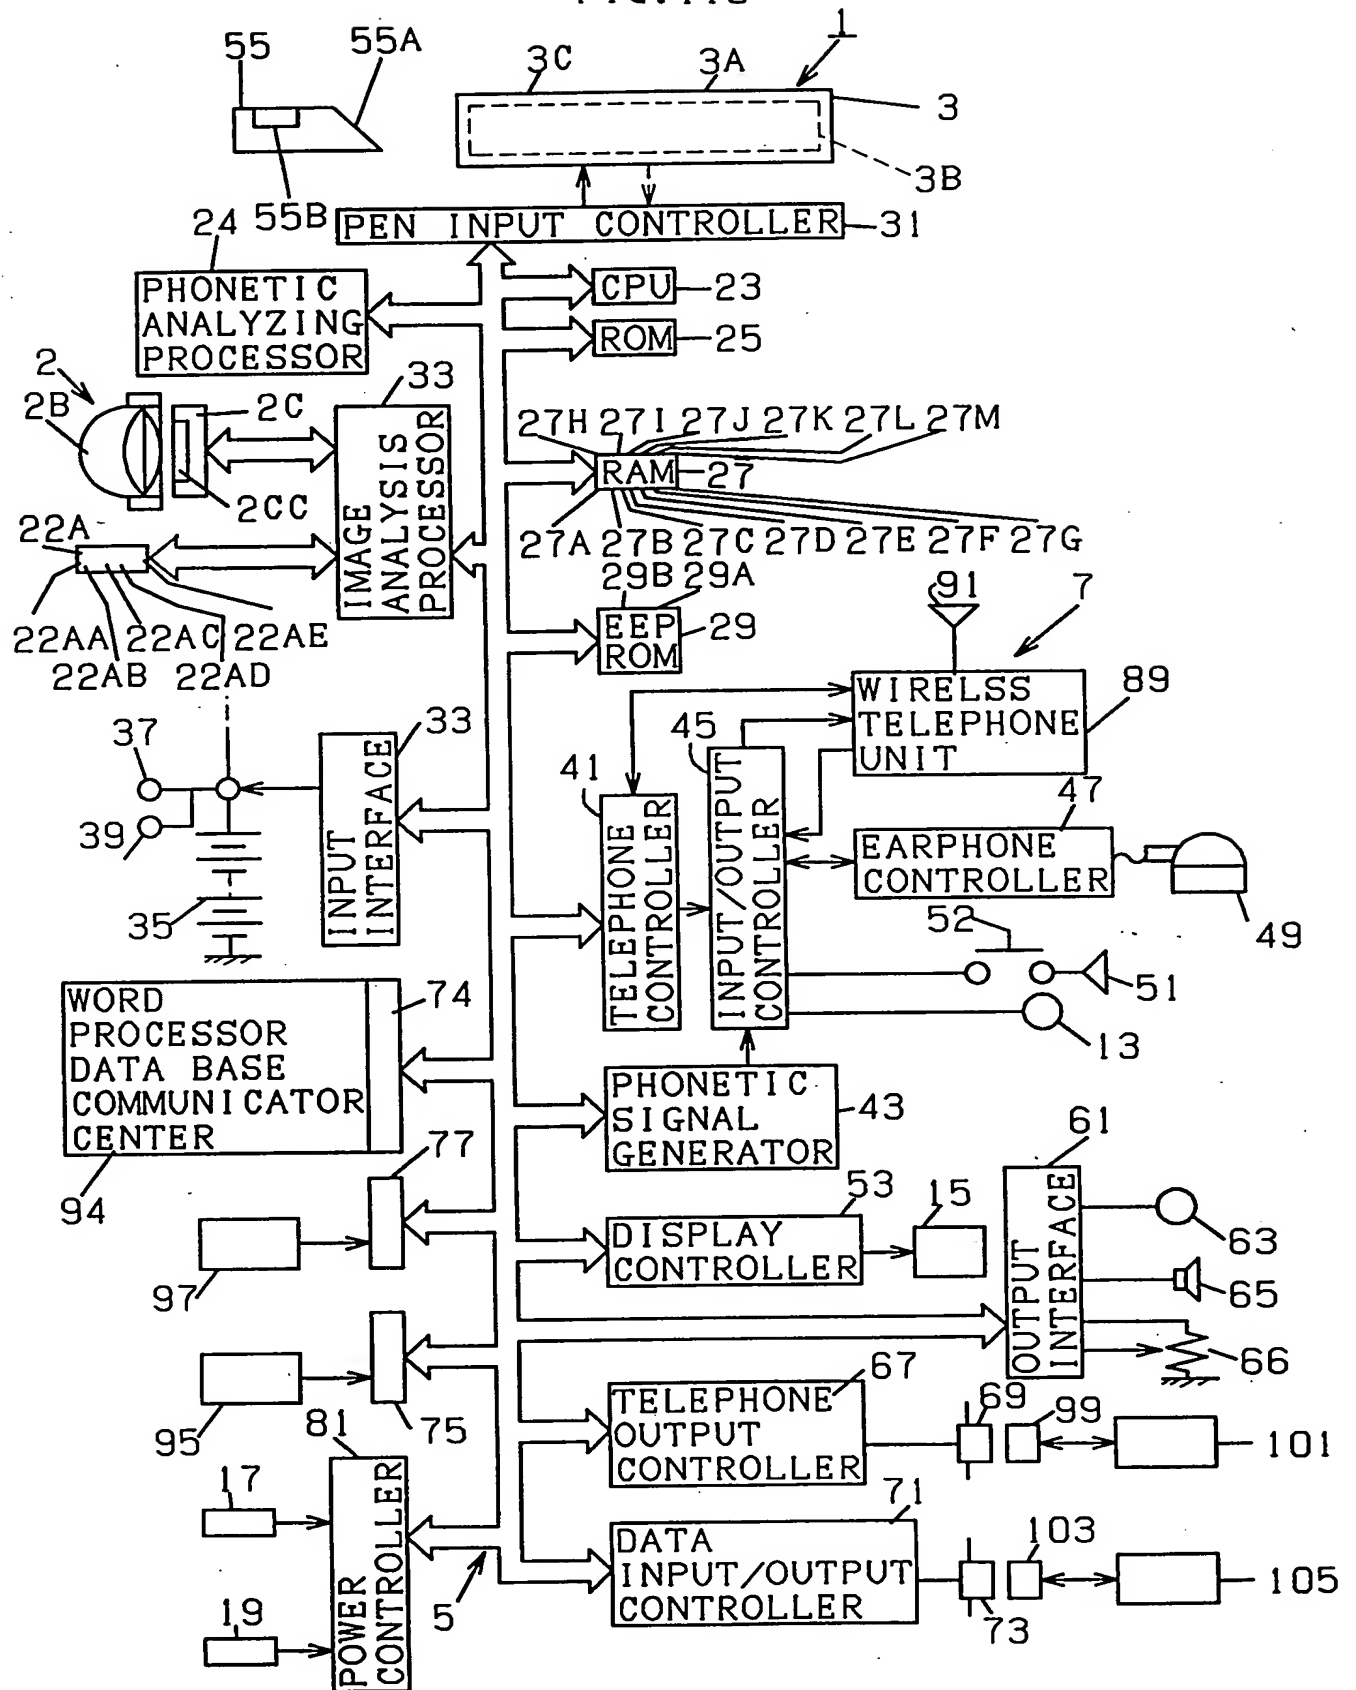 1
55
55A
3C
3A
3
3B
55B
24
PEN INPUT CONTROLLER
31
PHONETIC
ANALYZING
PROCESSOR
CPU
23
ROM
25
2
2B
2C
2CC
33
IMAGE
ANALYSIS
PROCESSOR
27H 27I 27J 27K 27L 27M
RAM
27
27A 27B 27C 27D 27E 27F 27G
22A
22AA 22AC 22AE
22AB 22AD
29B 29A
EEP
ROM
29
91
7
WIRELSS
TELEPHONE
UNIT
89
37
39
35
33
INPUT
INTERFACE
41
TELEPHONE
CONTROLLER
45
INPUT/OUTPUT
CONTROLLER
47
EARPHONE
CONTROLLER
49
52
51
13
WORD
PROCESSOR
DATA BASE
COMMUNICATOR
CENTER
74
94
PHONETIC
SIGNAL
GENERATOR
43
77
97
53
DISPLAY
CONTROLLER
15
61
OUTPUT
INTERFACE
63
65
66
95
75
67
TELEPHONE
OUTPUT
CONTROLLER
69
99
101
81
17
19
POWER
CONTROLLER
5
71
DATA
INPUT/OUTPUT
CONTROLLER
73
103
105